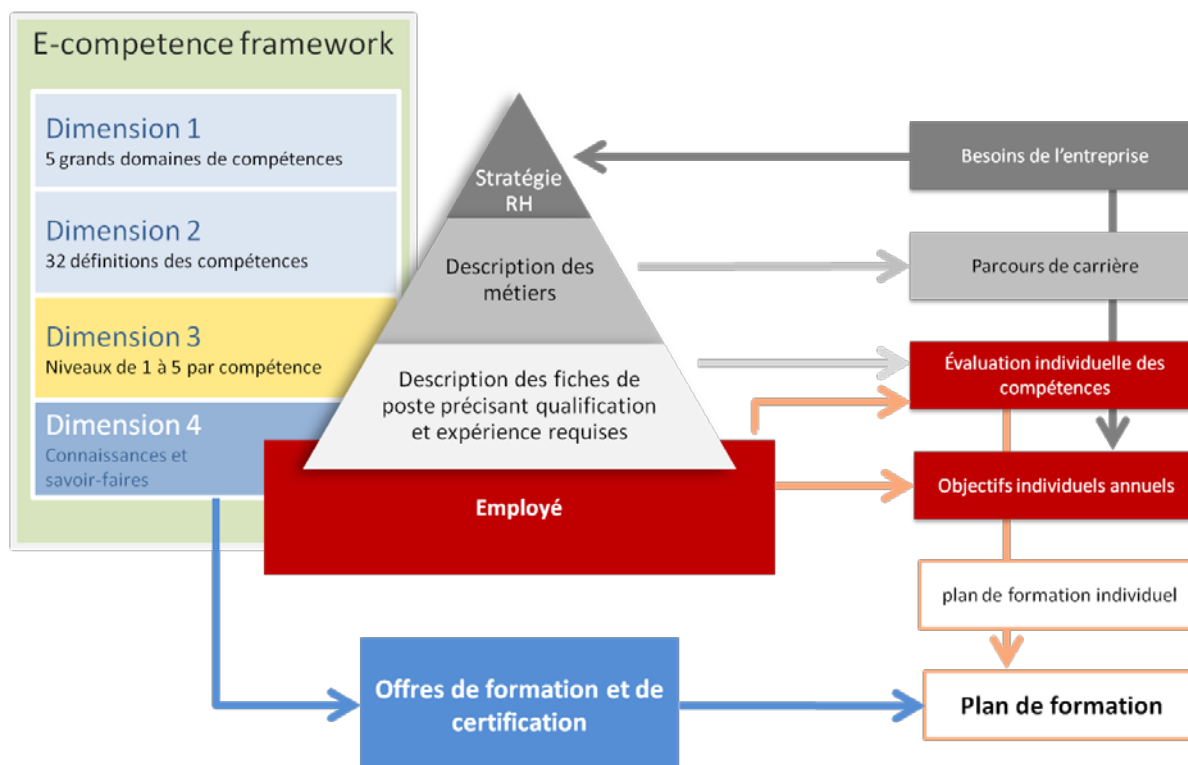 E-competence framework
Dimension 1
5 grands domaines de compétences
Dimension 2
32 définitions des compétences
Dimension 3
Niveaux de 1 à 5 par compétence
Dimension 4
Connaissances et
savoir-faires
Stratégie
RH
Description des
métiers
Description des fiches de
poste précisant qualification
et expérience requises
Employé
Besoins de l’entreprise
Parcours de carrière
Évaluation individuelle des
compétences
Objectifs individuels annuels
plan de formation individuel
Offres de formation et de
certification
Plan de formation